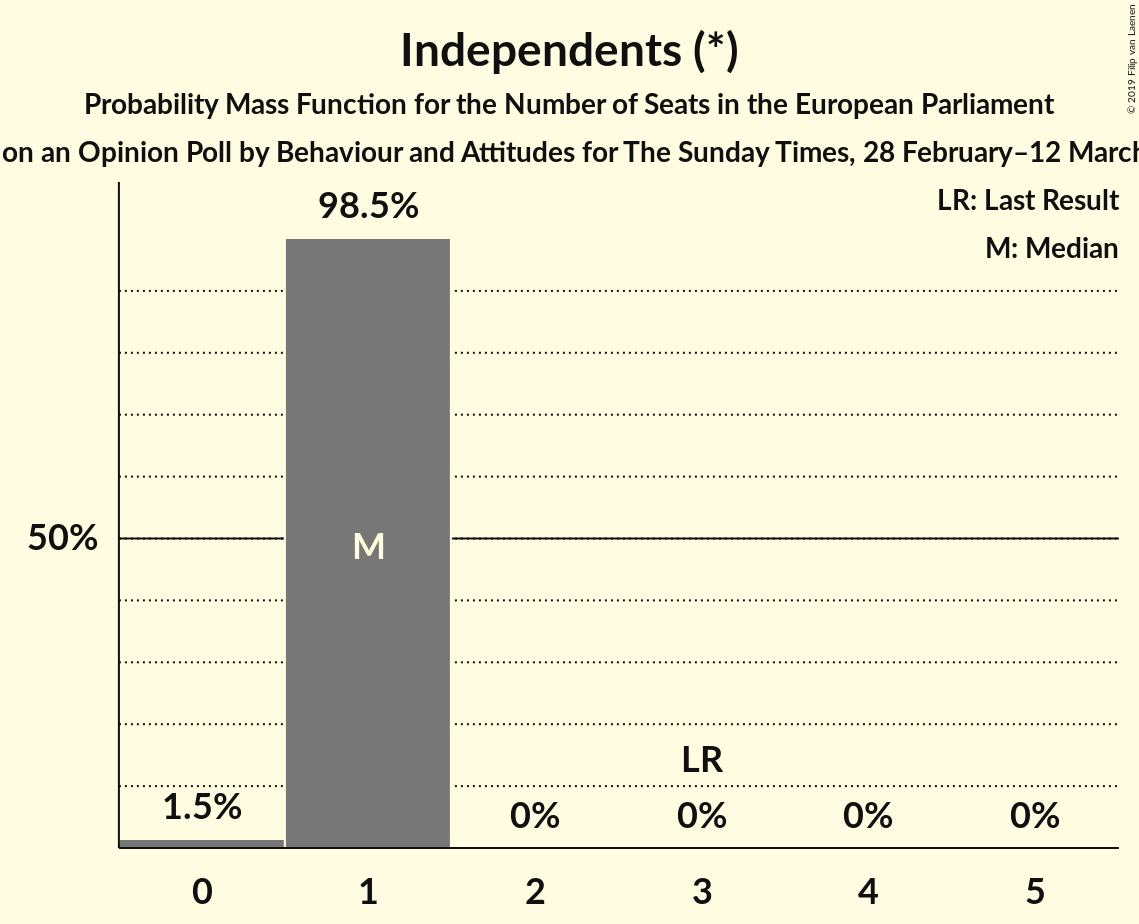 Independents (*)
Probability Mass Function for the Number of Seats in the European Parliament
on an Opinion Poll by Behaviour and Attitudes for The Sunday Times, 28 February–12 March
© 2019 Filip van Laenen
LR: Last Result
M: Median
98.5%
50%
M
LR
1.5%
0%
0%
0%
0%
0
1
2
3
4
5